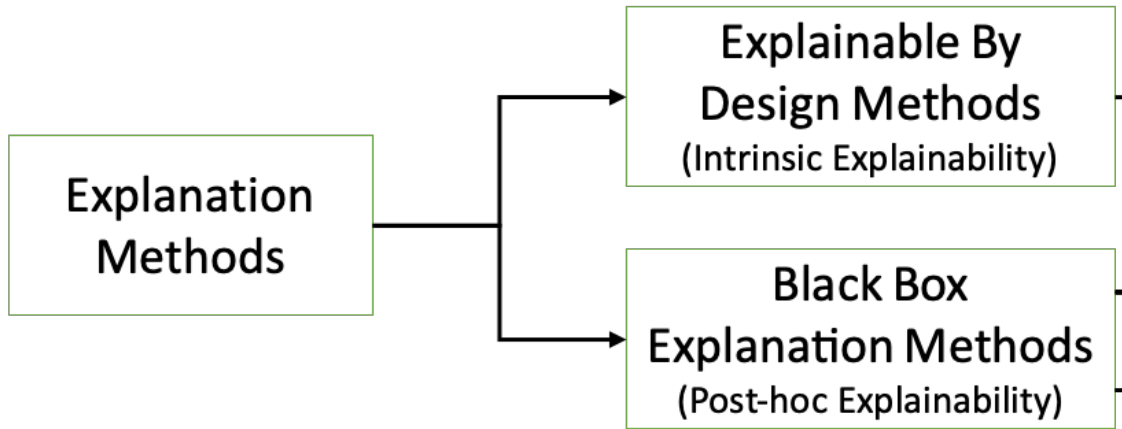 Explanation
Methods
Explainable By
Design Methods
(Intrinsic Explainability)
Black Box
Explanation Methods
(Post-hoc Explainability)